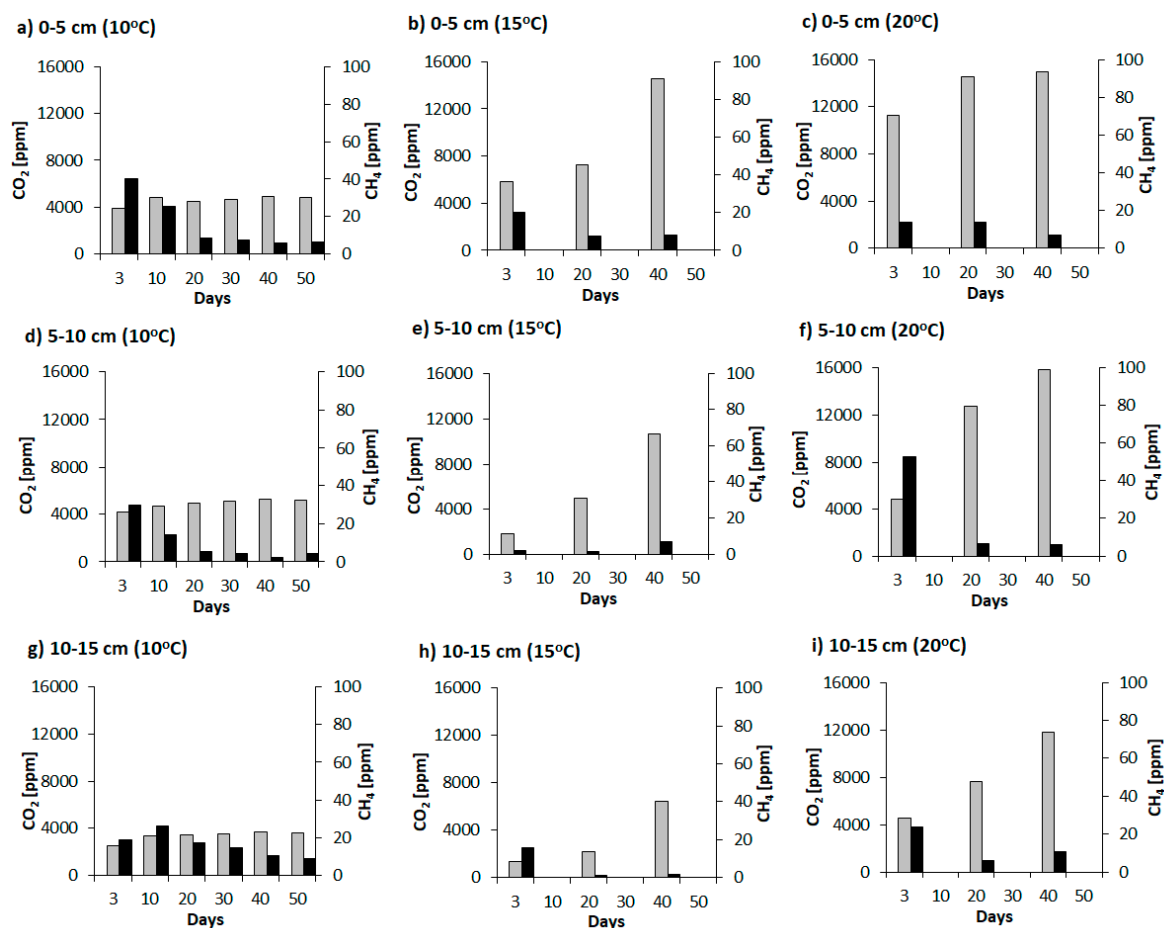 a) 0-5 cm (10°C)
b) 0-5 cm (15°C)
c) 0-5 cm (20°C)
16000
12000
8000
4000
0
CO₂ [ppm]
100
80
60
40
20
0
CH₄ [ppm]
3 10 20 30 40 50
Days
16000
12000
8000
4000
0
CO₂ [ppm]
100
80
60
40
20
0
CH₄ [ppm]
3 10 20 30 40 50
Days
16000
12000
8000
4000
0
CO₂ [ppm]
100
80
60
40
20
0
CH₄ [ppm]
3 10 20 30 40 50
Days
d) 5-10 cm (10°C)
e) 5-10 cm (15°C)
f) 5-10 cm (20°C)
16000
12000
8000
4000
0
CO₂ [ppm]
100
80
60
40
20
0
CH₄ [ppm]
3 10 20 30 40 50
Days
16000
12000
8000
4000
0
CO₂ [ppm]
100
80
60
40
20
0
CH₄ [ppm]
3 10 20 30 40 50
Days
16000
12000
8000
4000
0
CO₂ [ppm]
100
80
60
40
20
0
CH₄ [ppm]
3 10 20 30 40 50
Days
g) 10-15 cm (10°C)
h) 10-15 cm (15°C)
i) 10-15 cm (20°C)
16000
12000
8000
4000
0
CO₂ [ppm]
100
80
60
40
20
0
CH₄ [ppm]
3 10 20 30 40 50
Days
16000
12000
8000
4000
0
CO₂ [ppm]
100
80
60
40
20
0
CH₄ [ppm]
3 10 20 30 40 50
Days
16000
12000
8000
4000
0
CO₂ [ppm]
100
80
60
40
20
0
CH₄ [ppm]
3 10 20 30 40 50
Days